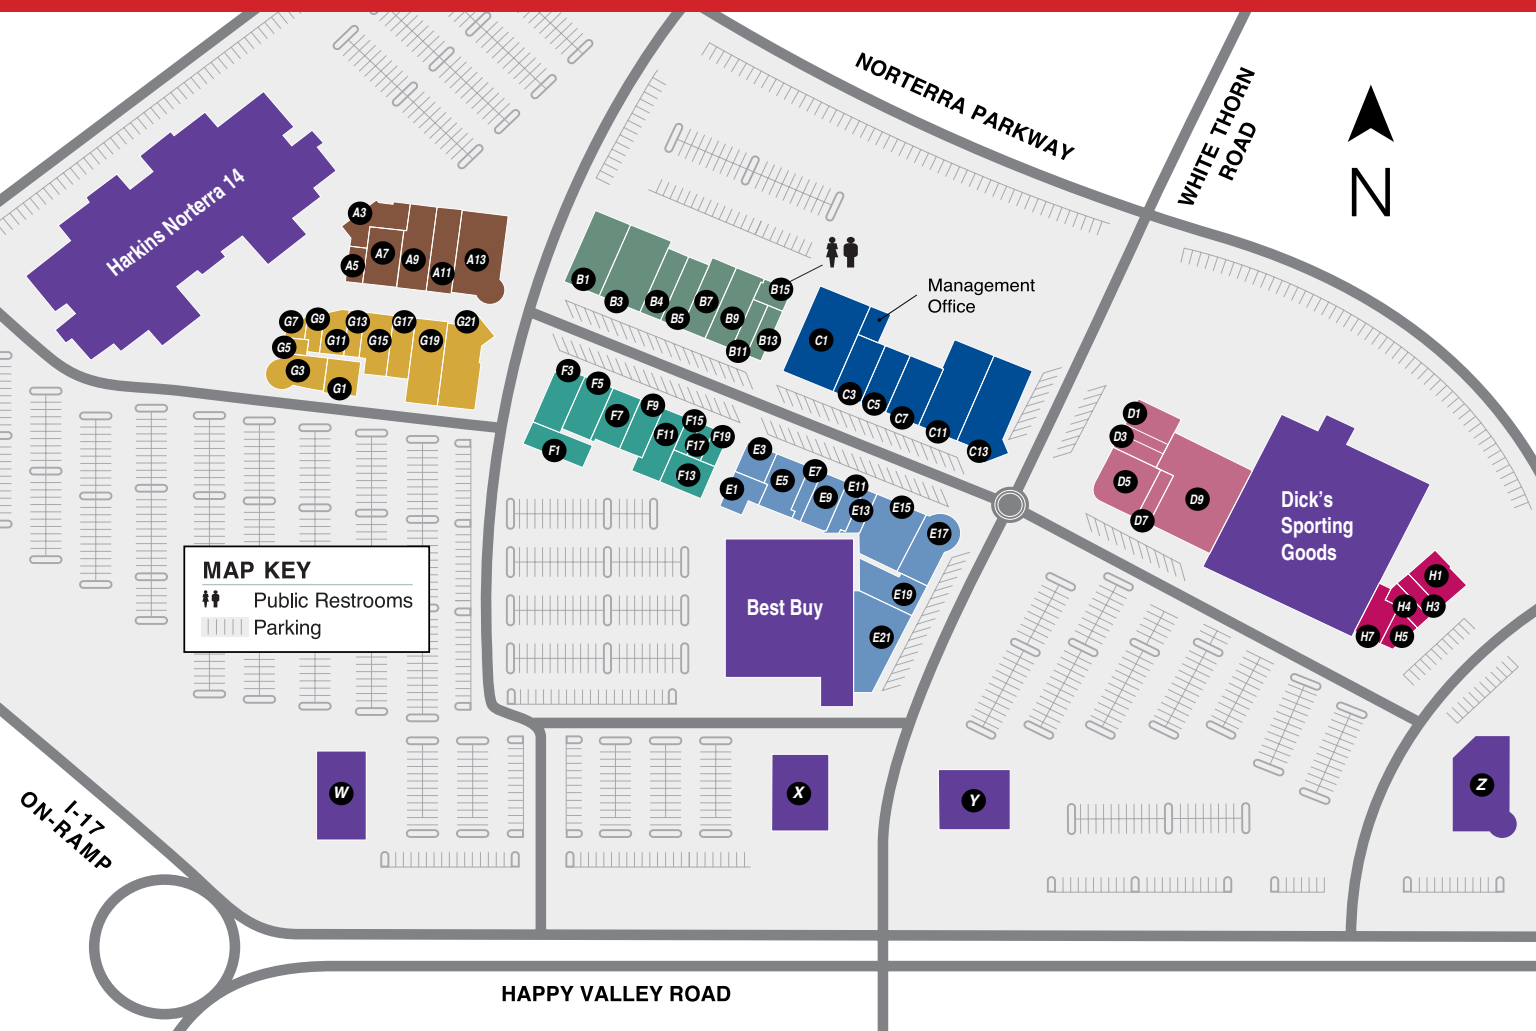 NORTERRA PARKWAY
WHITE THORN
ROAD
N
Harkins Norterra 14
A3
A5
A7
A9
A11
A13
G7
G9
G13
G17
G21
G5
G11
G15
G19
G3
G1
B1
B3
B4
B5
B7
B9
B11
B13
B15
Management
Office
C1
C3
C5
C7
C11
C13
F3
F5
F7
F9
F15
F11
F17
F19
F1
F13
E3
E1
E5
E7
E9
E11
E13
E15
E17
E19
E21
D1
D3
D5
D7
D9
Dick's
Sporting
Goods
H1
H4
H3
H7
H5
MAP KEY
Public Restrooms
Parking
Best Buy
W
X
Y
Z
I-17
ON-RAMP
HAPPY VALLEY ROAD